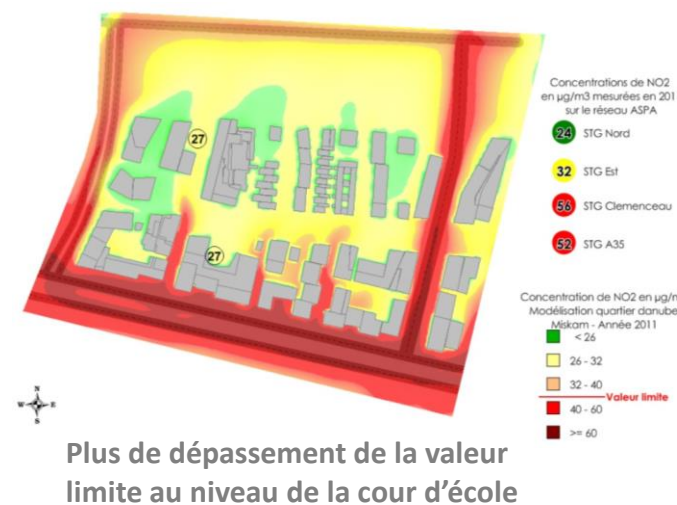 Concentrations de NO2
en µg/m3 mesurées en 201
sur le réseau ASPA
24 STG Nord
32 STG Est
56 STG Clemenceau
52 STG A35
27
27
Concentration de NO2 en µg/m
Modélisation quartier danube
Miskam - Année 2011
< 26
26 - 32
32 - 40
Valeur limite
40 - 60
>= 60
N
W E
S
Plus de dépassement de la valeur
limite au niveau de la cour d’école